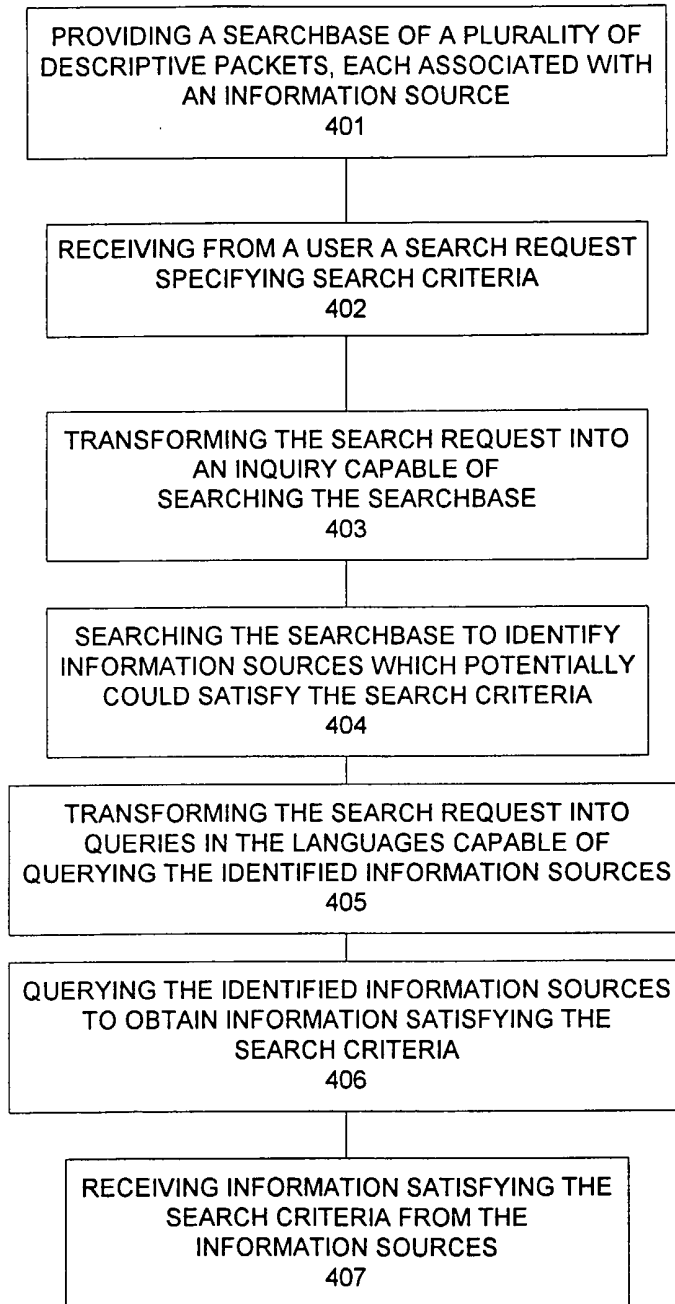 PROVIDING A SEARCHBASE OF A PLURALITY OF
DESCRIPTIVE PACKETS, EACH ASSOCIATED WITH
AN INFORMATION SOURCE
401
RECEIVING FROM A USER A SEARCH REQUEST
SPECIFYING SEARCH CRITERIA
402
TRANSFORMING THE SEARCH REQUEST INTO
AN INQUIRY CAPABLE OF
SEARCHING THE SEARCHBASE
403
SEARCHING THE SEARCHBASE TO IDENTIFY
INFORMATION SOURCES WHICH POTENTIALLY
COULD SATISFY THE SEARCH CRITERIA
404
TRANSFORMING THE SEARCH REQUEST INTO
QUERIES IN THE LANGUAGES CAPABLE OF
QUERYING THE IDENTIFIED INFORMATION SOURCES
405
QUERYING THE IDENTIFIED INFORMATION SOURCES
TO OBTAIN INFORMATION SATISFYING THE
SEARCH CRITERIA
406
RECEIVING INFORMATION SATISFYING THE
SEARCH CRITERIA FROM THE
INFORMATION SOURCES
407